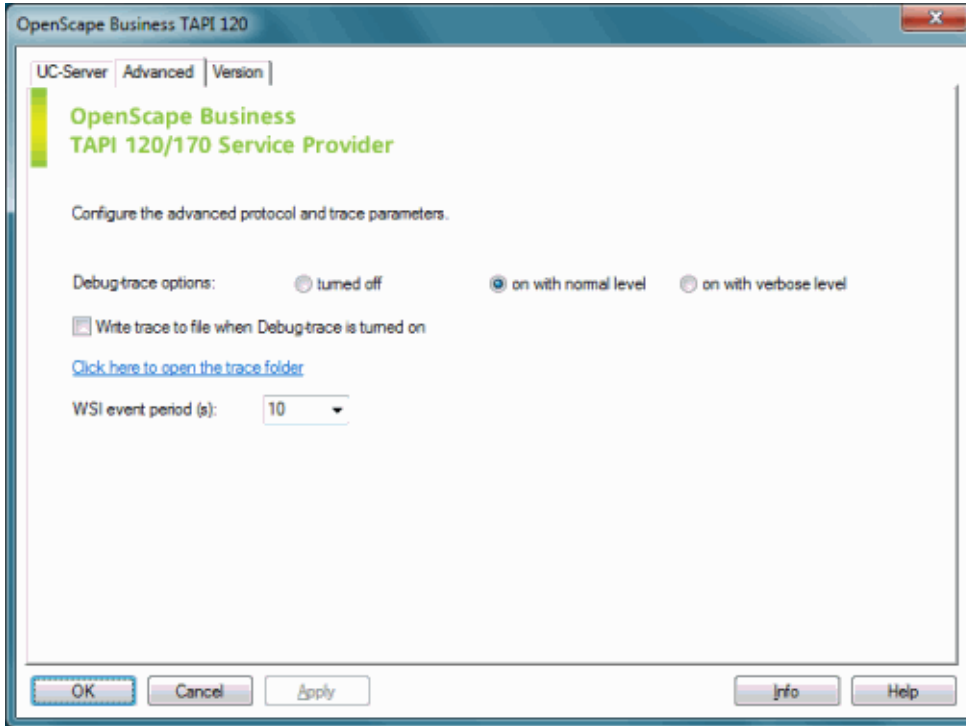 OpenScape Business TAPI 120
UC-Server Advanced Version
OpenScape Business
TAPI 120/170 Service Provider
Configure the advanced protocol and trace parameters.
Debug-trace options: turned off on with normal level on with verbose level
Write trace to file when Debug-trace is turned on
Click here to open the trace folder
WSI event period (s): 10
OK Cancel Apply Info Help